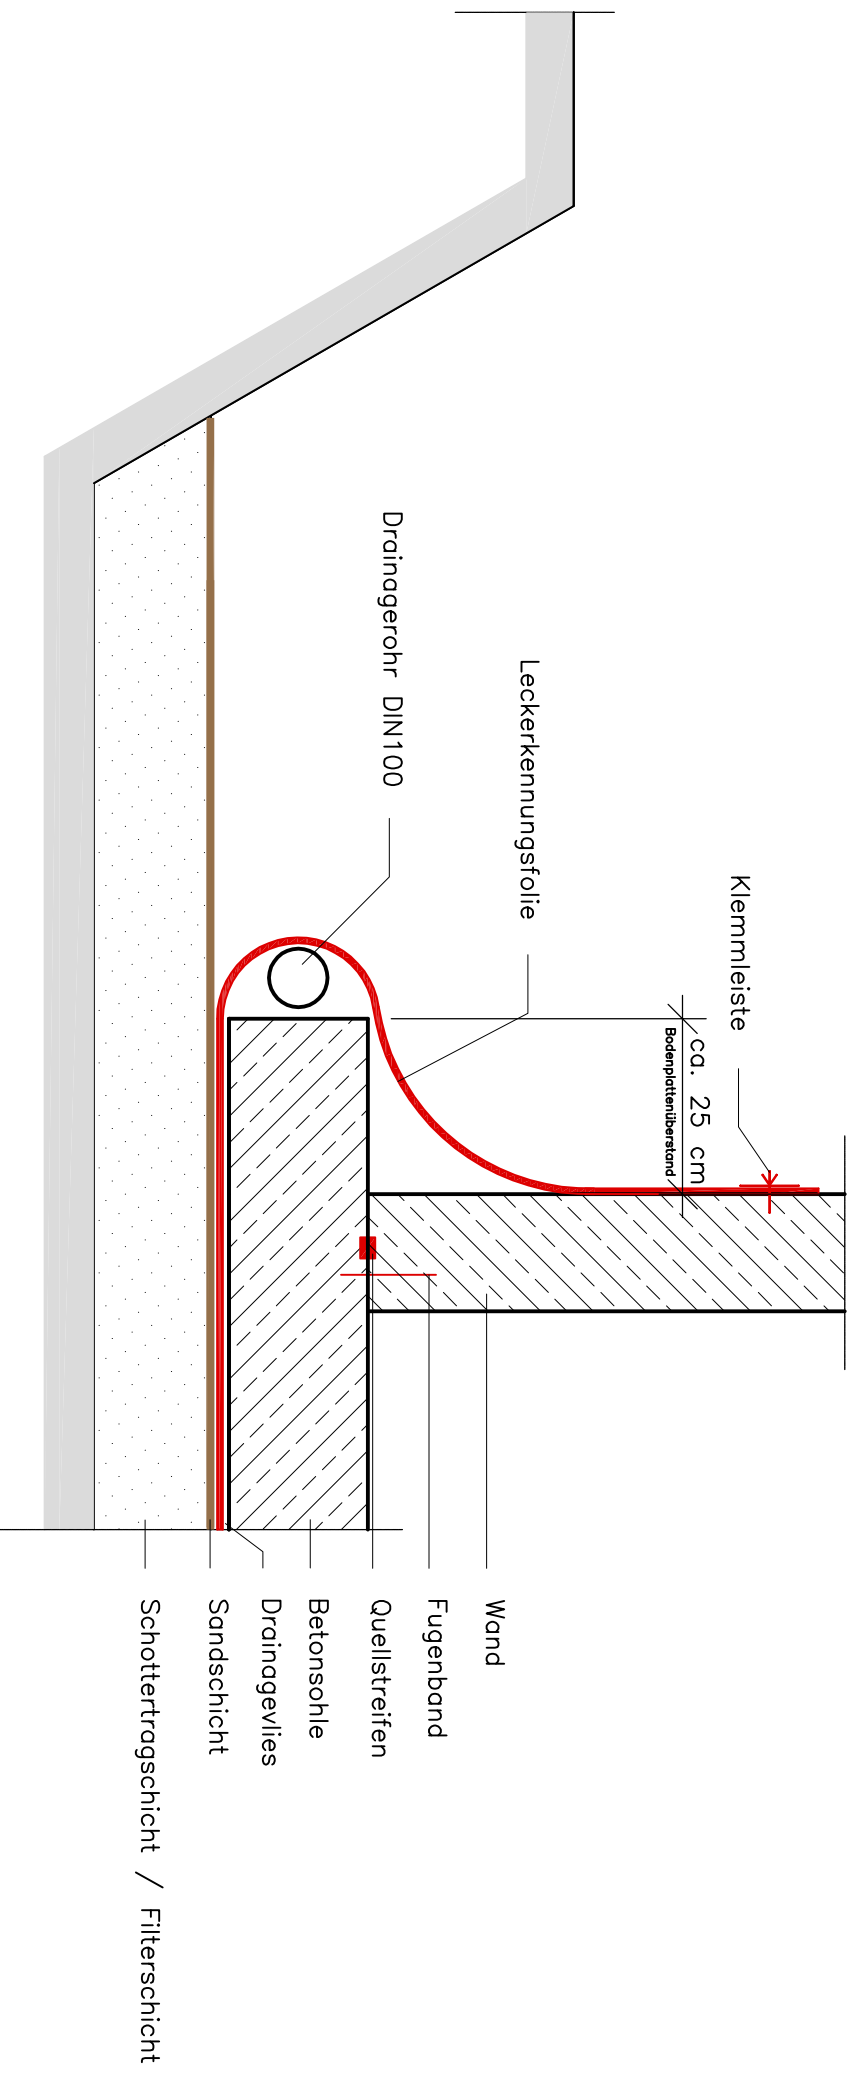 Klemmleiste
ca. 25 cm
Bodenplattenüberstand
Leckerkennungsfolie
Drainagerohr DIN100
Wand
Fugenband
Quellstreifen
Betonsohle
Drainagevlies
Sandschicht
Schottertragschicht / Filterschicht